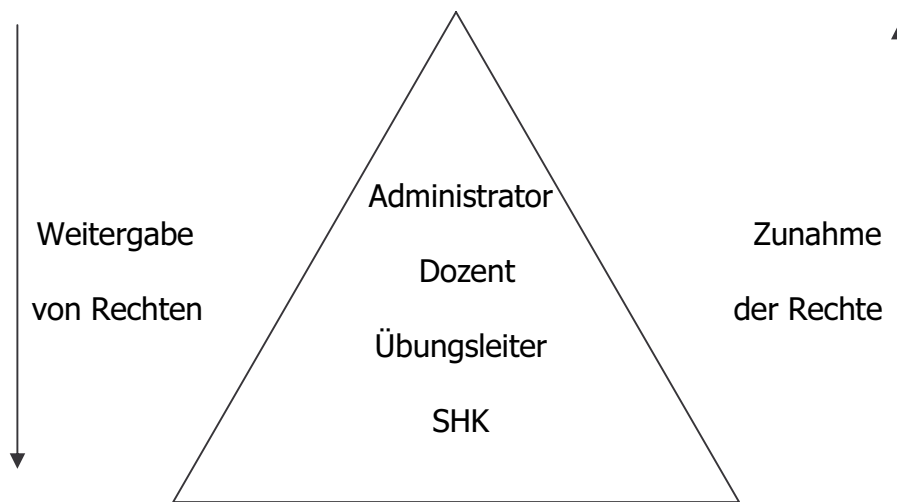 Administrator
Weitergabe
Zunahme
Dozent
von Rechten
der Rechte
Übungsleiter
SHK